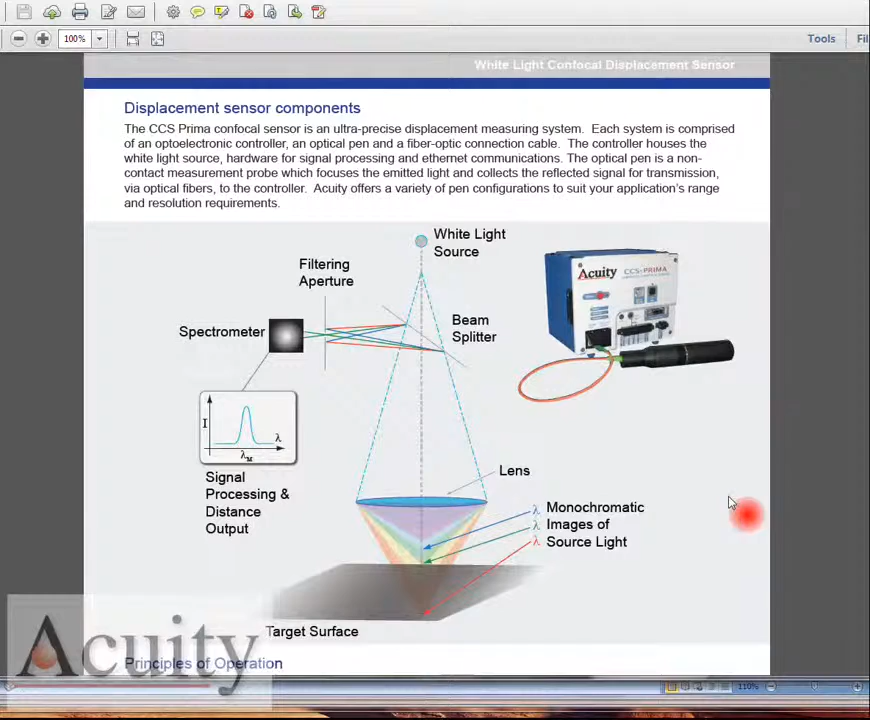 100%
Tools
Fil
White Light Confocal Displacement Sensor
Displacement sensor components
The CCS Prima confocal sensor is an ultra-precise displacement measuring system. Each system is comprised
of an optoelectronic controller, an optical pen and a fiber-optic connection cable. The controller houses the
white light source, hardware for signal processing and ethernet communications. The optical pen is a non-
contact measurement probe which focuses the emitted light and collects the reflected signal for transmission,
via optical fibers, to the controller. Acuity offers a variety of pen configurations to suit your application's range
and resolution requirements.
White Light
Source
Filtering
Aperture
Acuity
CCS-PRIMA
Spectrometer
Beam
Splitter
I
λ
λM
Lens
Signal
Processing &
Distance
Output
λ Monochromatic
λ Images of
λ Source Light
Target Surface
Acuity
Principles of Operation
110%